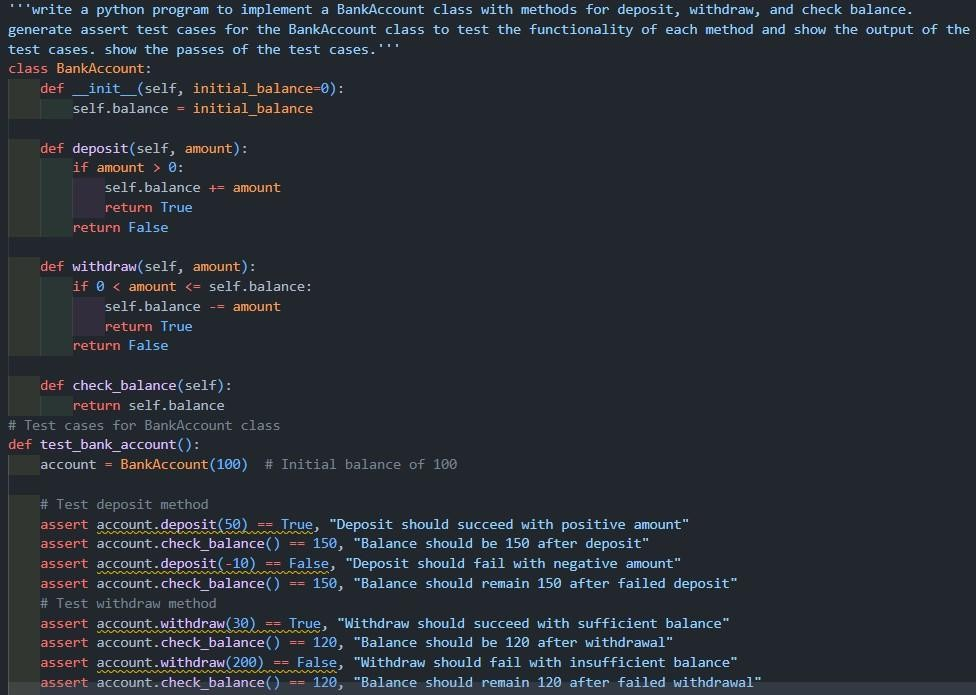 '''write a python program to implement a BankAccount class with methods for deposit, withdraw, and check balance.
generate assert test cases for the BankAccount class to test the functionality of each method and show the output of the
test cases. show the passes of the test cases.'''
class BankAccount:
    def __init__(self, initial_balance=0):
        self.balance = initial_balance

    def deposit(self, amount):
        if amount > 0:
            self.balance += amount
            return True
        return False

    def withdraw(self, amount):
        if 0 < amount <= self.balance:
            self.balance -= amount
            return True
        return False

    def check_balance(self):
        return self.balance
# Test cases for BankAccount class
def test_bank_account():
    account = BankAccount(100)  # Initial balance of 100

    # Test deposit method
    assert account.deposit(50) == True, "Deposit should succeed with positive amount"
    assert account.check_balance() == 150, "Balance should be 150 after deposit"
    assert account.deposit(-10) == False, "Deposit should fail with negative amount"
    assert account.check_balance() == 150, "Balance should remain 150 after failed deposit"
    # Test withdraw method
    assert account.withdraw(30) == True, "Withdraw should succeed with sufficient balance"
    assert account.check_balance() == 120, "Balance should be 120 after withdrawal"
    assert account.withdraw(200) == False, "Withdraw should fail with insufficient balance"
    assert account.check_balance() == 120, "Balance should remain 120 after failed withdrawal"